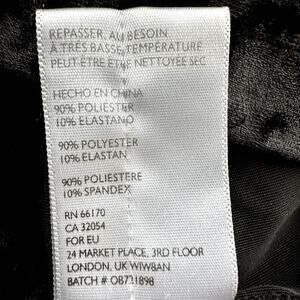 REPASSER, AU BESOIN
À TRÈS BASSE TEMPÉRATURE
PEUT-ÊTRE ÊTRE NETTOYÉE SEC
HECHO EN CHINA
90% POLIÉSTER
10% ELASTANO
90% POLYESTER
10% ELASTAN
90% POLIESTERE
10% SPANDEX
RN 66170
CA 32054
FOR EU
24 MARKET PLACE, 3RD FLOOR
LONDON, UK W1W8AN
BATCH # OB721898